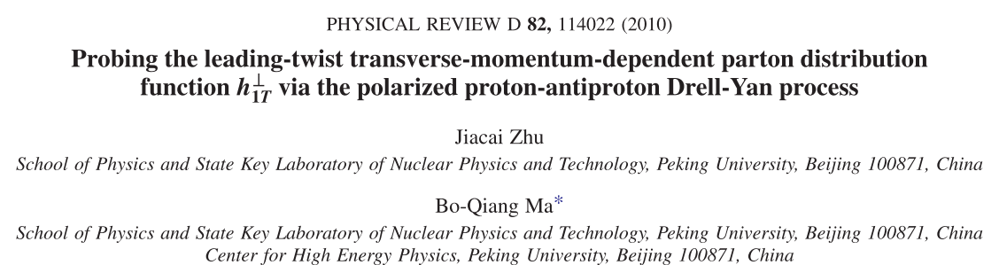 PHYSICAL REVIEW D 82, 114022 (2010)
Probing the leading-twist transverse-momentum-dependent parton distribution
function h⊥1T via the polarized proton-antiproton Drell-Yan process
Jiacai Zhu
School of Physics and State Key Laboratory of Nuclear Physics and Technology, Peking University, Beijing 100871, China
Bo-Qiang Ma*
School of Physics and State Key Laboratory of Nuclear Physics and Technology, Peking University, Beijing 100871, China
Center for High Energy Physics, Peking University, Beijing 100871, China